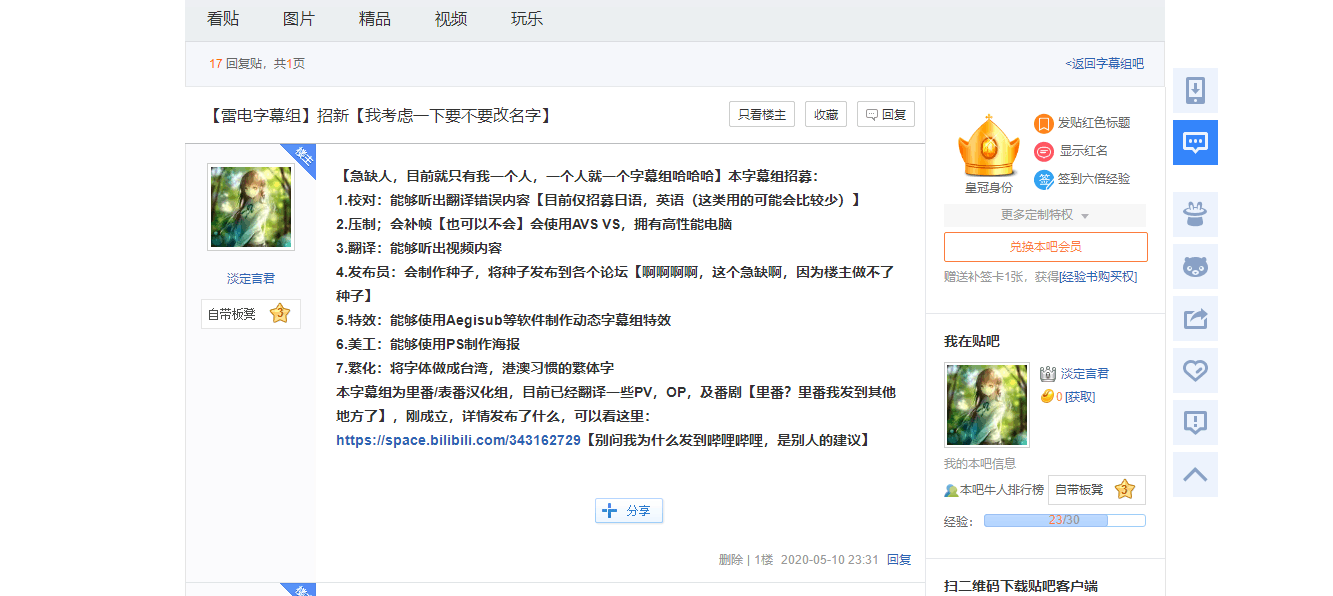 看贴 图片 精品 视频 玩乐
17 回复贴，共1页
<返回字幕组吧
【雷电字幕组】招新【我考虑一下要不要改名字】
只看楼主 收藏 回复
楼主
淡定言君
自带板凳 3
【急缺人，目前就只有我一个人，一个人就一个字幕组哈哈哈】本字幕组招募：
1.校对：能够听出翻译错误内容【目前仅招募日语，英语（这类用的可能会比较少）】
2.压制；会补帧【也可以不会】会使用AVS VS，拥有高性能电脑
3.翻译：能够听出视频内容
4.发布员：会制作种子，将种子发布到各个论坛【啊啊啊啊，这个急缺啊，因为楼主做不了
种子】
5.特效：能够使用Aegisub等软件制作动态字幕组特效
6.美工：能够使用PS制作海报
7.繁化：将字体做成台湾，港澳习惯的繁体字
本字幕组为里番/表番汉化组，目前已经翻译一些PV，OP，及番剧【里番？里番我发到其他
地方了】，刚成立，详情发布了什么，可以看这里：
https://space.bilibili.com/343162729【别问我为什么发到哔哩哔哩，是别人的建议】
分享
删除 | 1楼 2020-05-10 23:31 回复
皇冠身份
发贴红色标题
显示红名
签 签到六倍经验
更多定制特权
兑换本吧会员
赠送补签卡1张，获得[经验书购买权]
我在贴吧
淡定言君
0 [获取]
我的本吧信息
本吧牛人排行榜 自带板凳 3
经验： 23/30
扫二维码下载贴吧客户端